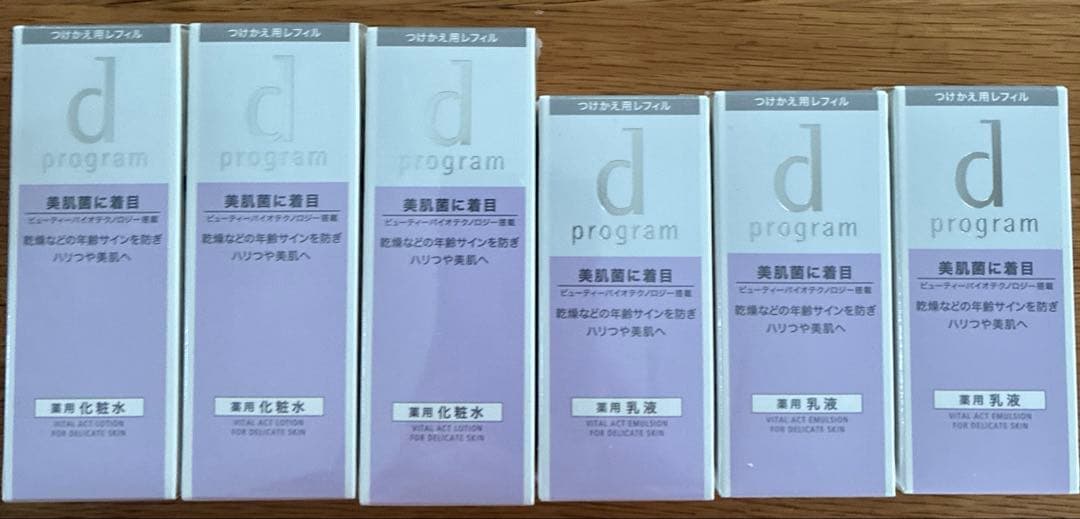 つけかえ用レフィル
d
program
美肌菌に着目
ビューティーバイオテクノロジー搭載
乾燥などの年齢サインを防ぎ
ハリつや美肌へ
薬用 化粧水
VITAL ACT LOTION
FOR DELICATE SKIN
つけかえ用レフィル
d
program
美肌菌に着目
ビューティーバイオテクノロジー搭載
乾燥などの年齢サインを防ぎ
ハリつや美肌へ
薬用 化粧水
VITAL ACT LOTION
FOR DELICATE SKIN
つけかえ用レフィル
d
program
美肌菌に着目
ビューティーバイオテクノロジー搭載
乾燥などの年齢サインを防ぎ
ハリつや美肌へ
薬用 化粧水
VITAL ACT LOTION
FOR DELICATE SKIN
つけかえ用レフィル
d
program
美肌菌に着目
ビューティーバイオテクノロジー搭載
乾燥などの年齢サインを防ぎ
ハリつや美肌へ
薬用 乳液
VITAL ACT EMULSION
FOR DELICATE SKIN
つけかえ用レフィル
d
program
美肌菌に着目
ビューティーバイオテクノロジー搭載
乾燥などの年齢サインを防ぎ
ハリつや美肌へ
薬用 乳液
VITAL ACT EMULSION
FOR DELICATE SKIN
つけかえ用レフィル
d
program
美肌菌に着目
ビューティーバイオテクノロジー搭載
乾燥などの年齢サインを防ぎ
ハリつや美肌へ
薬用 乳液
VITAL ACT EMULSION
FOR DELICATE SKIN